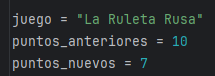 juego = "La Ruleta Rusa"
puntos_anteriores = 10
puntos_nuevos = 7